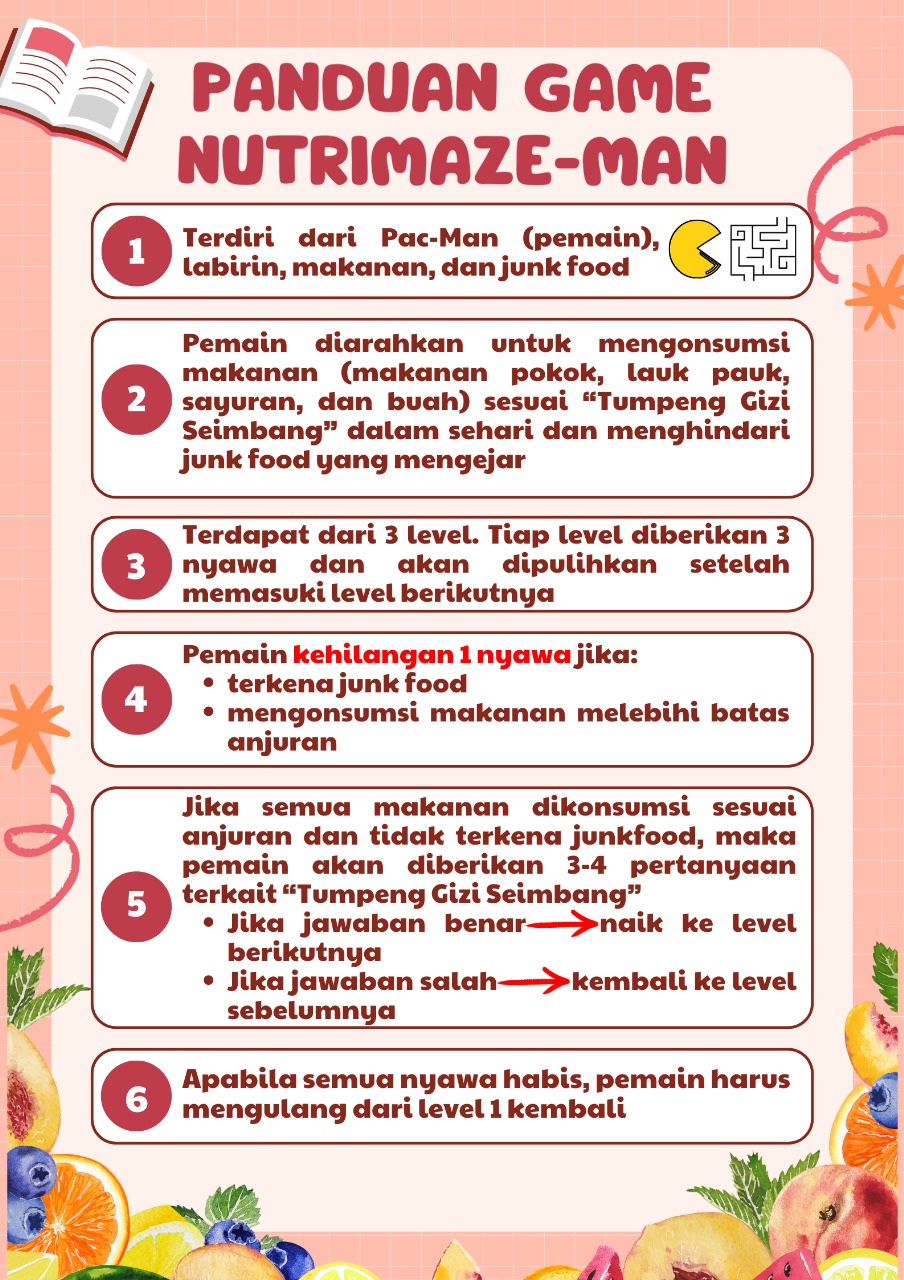 PANDUAN GAME
NUTRIMAZE-MAN
1
Terdiri dari Pac-Man (pemain),
labirin, makanan, dan junk food
2
Pemain diarahkan untuk mengonsumsi
makanan (makanan pokok, lauk pauk,
sayuran, dan buah) sesuai “Tumpeng Gizi
Seimbang” dalam sehari dan menghindari
junk food yang mengejar
3
Terdapat dari 3 level. Tiap level diberikan 3
nyawa dan akan dipulihkan setelah
memasuki level berikutnya
4
Pemain kehilangan 1 nyawa jika:
• terkena junk food
• mengonsumsi makanan melebihi batas
anjuran
5
Jika semua makanan dikonsumsi sesuai
anjuran dan tidak terkena junkfood, maka
pemain akan diberikan 3-4 pertanyaan
terkait “Tumpeng Gizi Seimbang”
• Jika jawaban benar → naik ke level
berikutnya
• Jika jawaban salah → kembali ke level
sebelumnya
6
Apabila semua nyawa habis, pemain harus
mengulang dari level 1 kembali